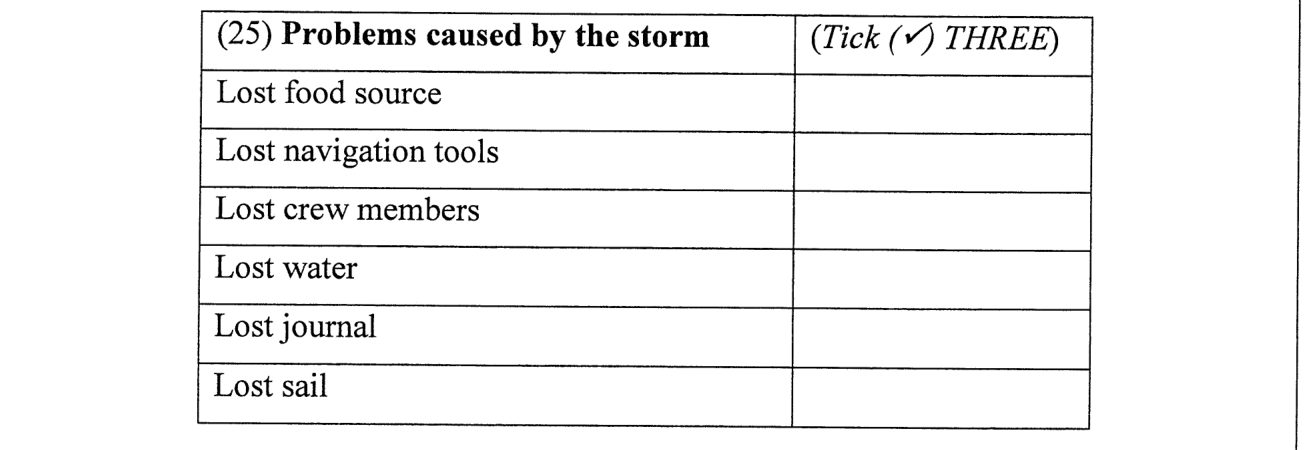 (25) Problems caused by the storm (Tick (✓) THREE)
Lost food source
Lost navigation tools
Lost crew members
Lost water
Lost journal
Lost sail